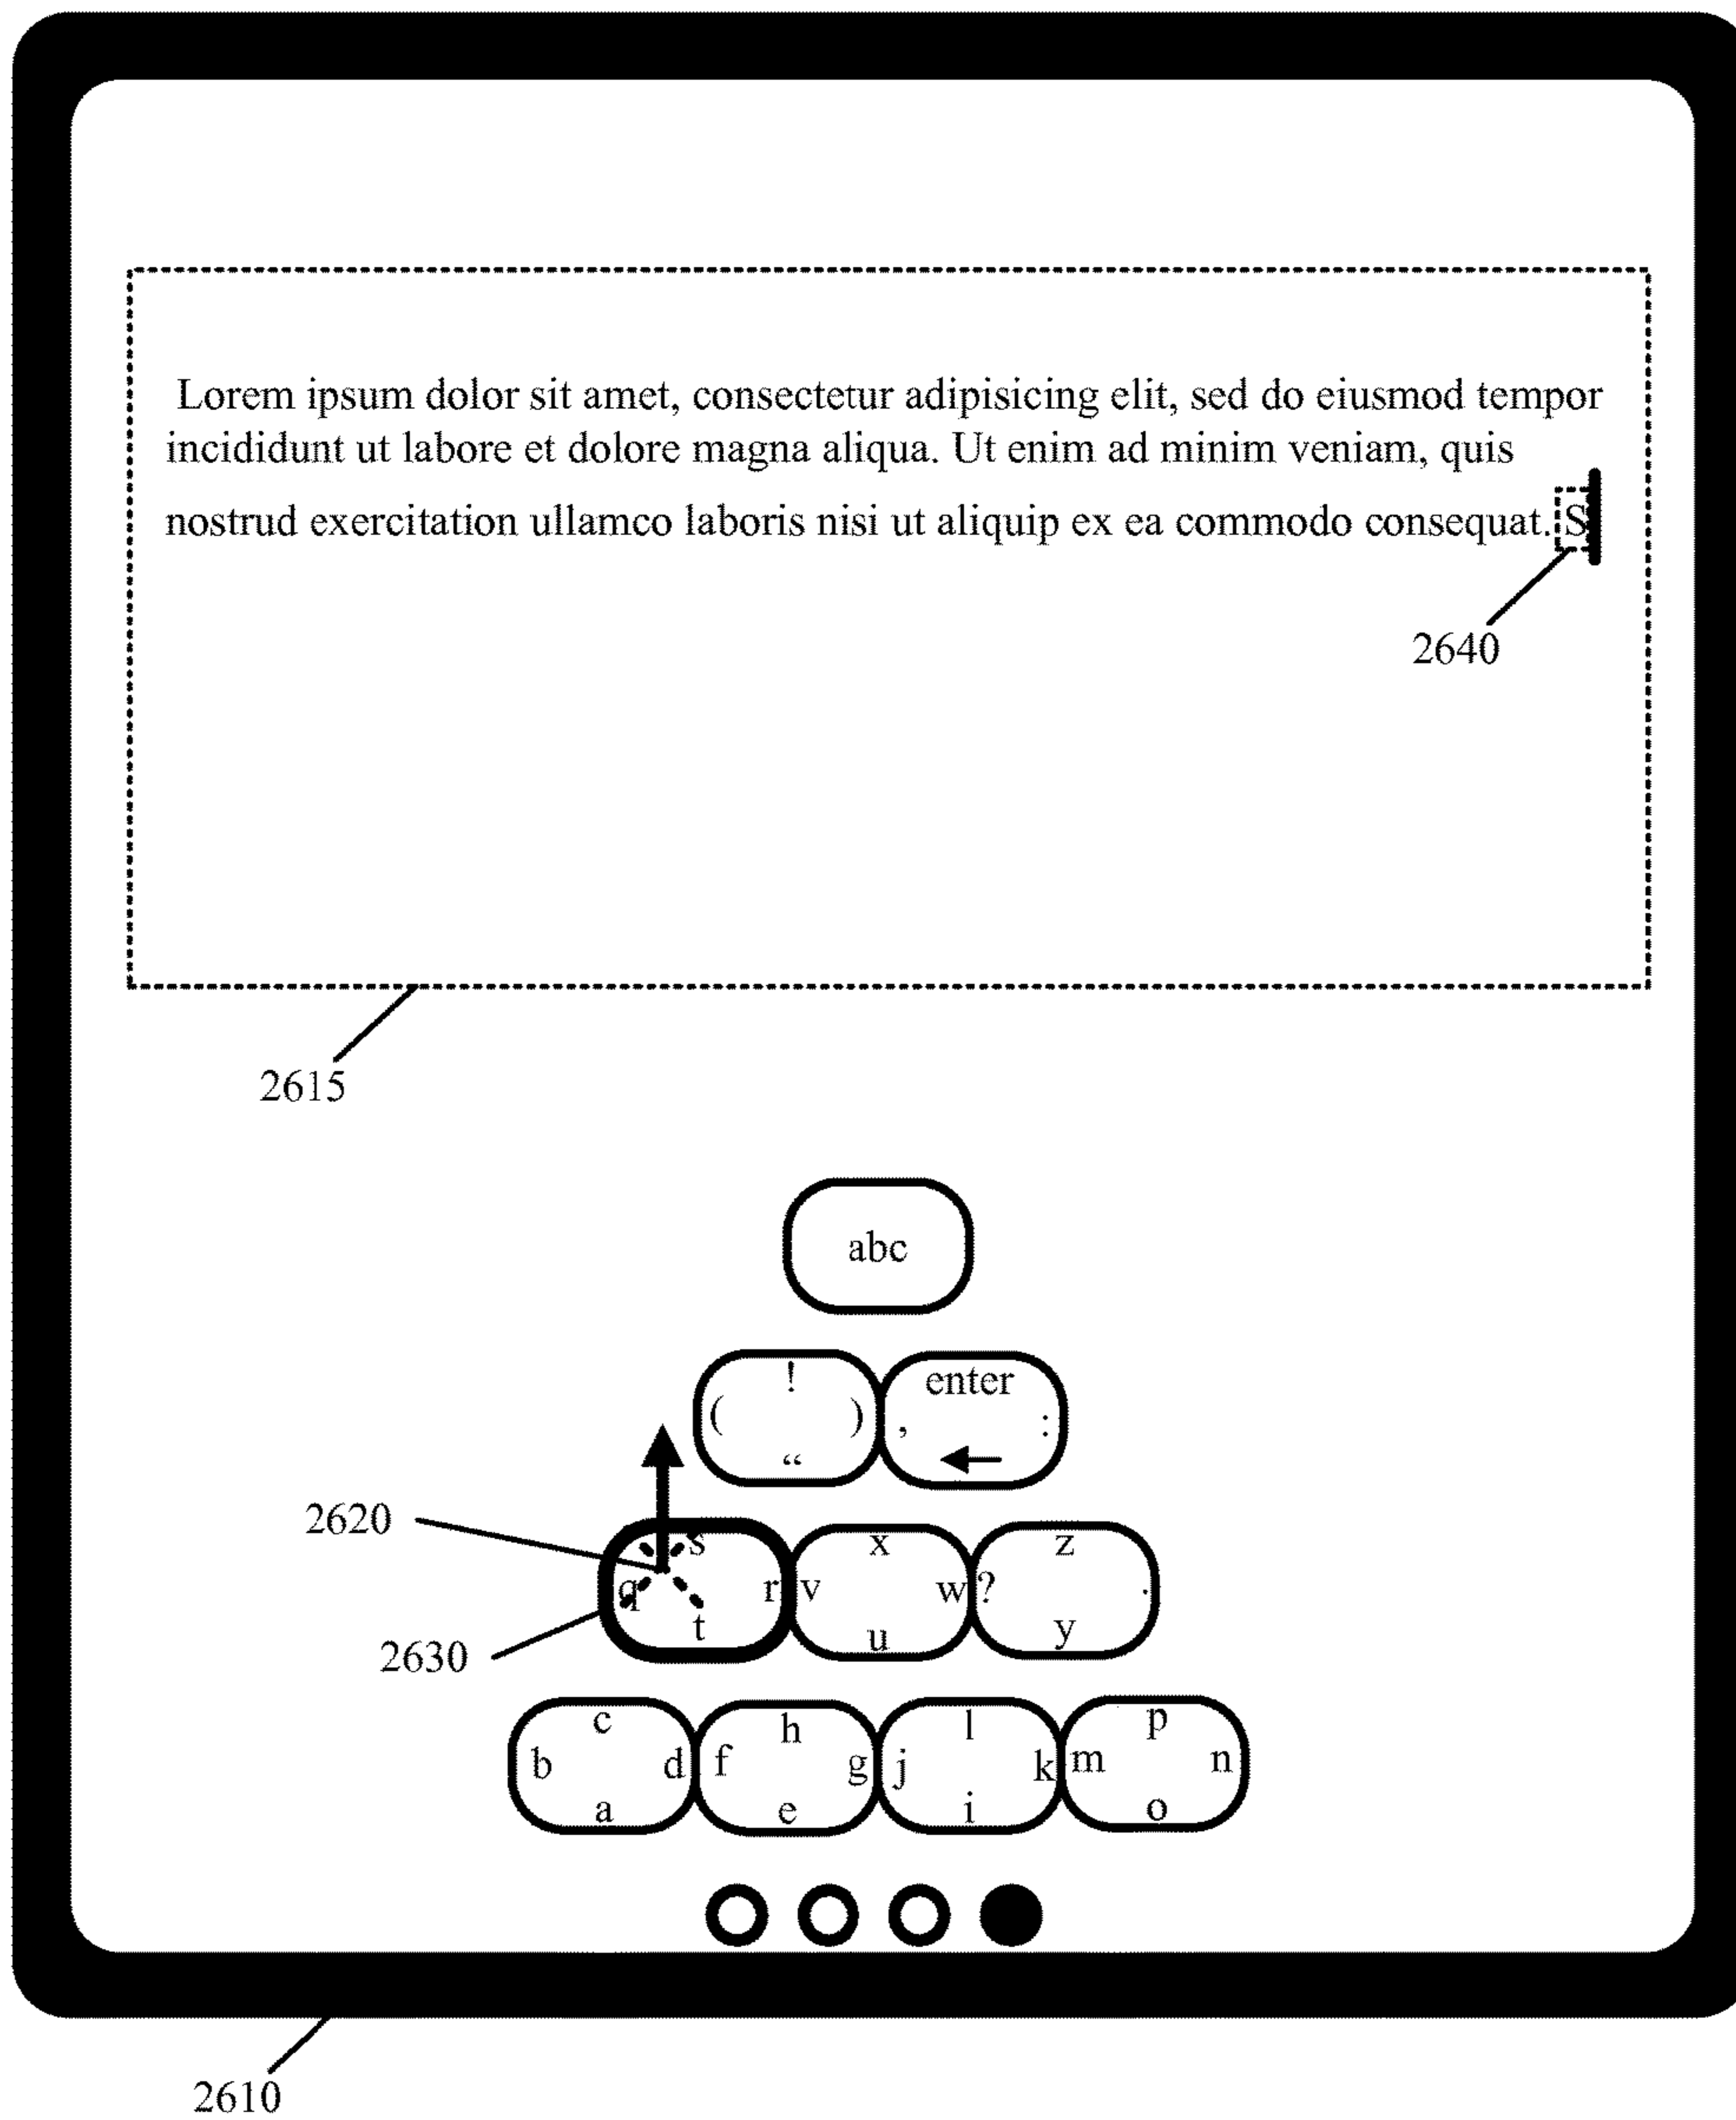 Lorem ipsum dolor sit amet, consectetur adipisicing elit, sed do eiusmod tempor
incididunt ut labore et dolore magna aliqua. Ut enim ad minim veniam, quis
nostrud exercitation ullamco laboris nisi ut aliquip ex ea commodo consequat. S
2640
2615
abc
! enter
( ) , :
“
2620
s x z
q r v w ? .
t u y
2630
c h l p
b d f g j k m n
a e i o
2610